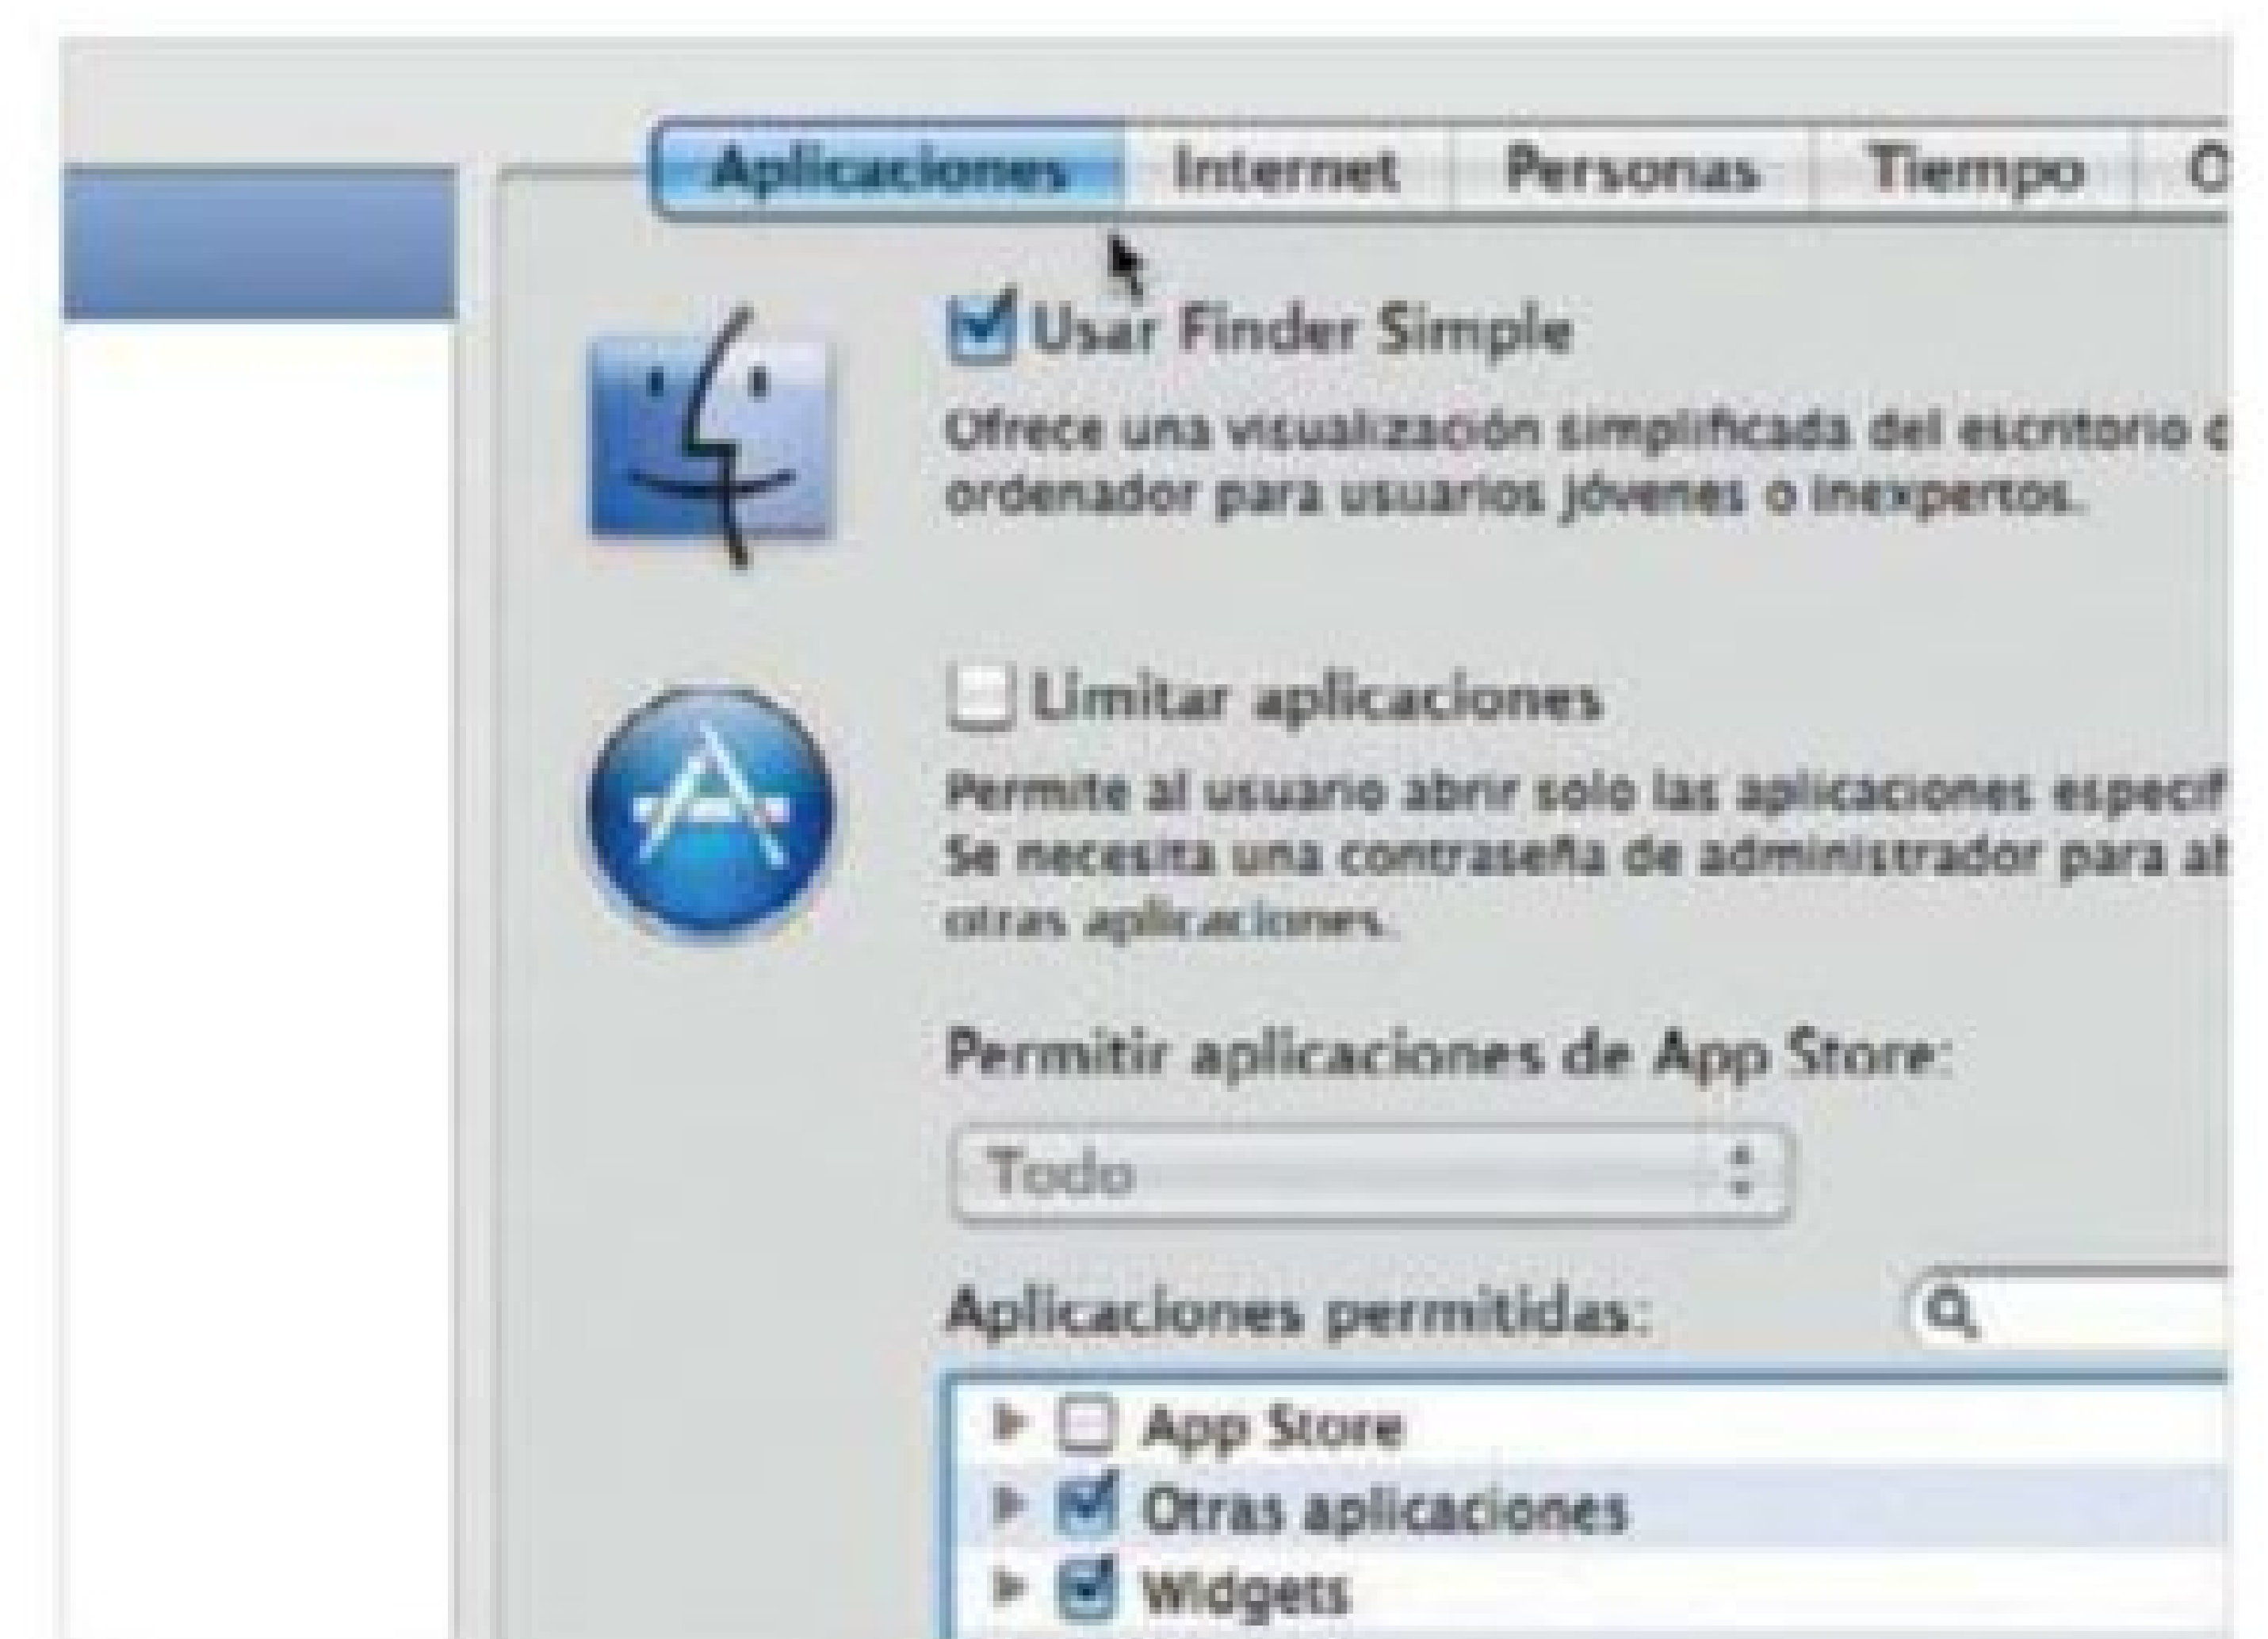 Aplicaciones Internet Personas Tiempo
Usar Finder Simple
Ofrece una visualización simplificada del escritorio
ordenador para usuarios jóvenes o inexpertos.
Limitar aplicaciones
Permite al usuario abrir solo las aplicaciones
Se necesita una contraseña de administrador para
otras aplicaciones.
Permitir aplicaciones de App Store:
Todo
Aplicaciones permitidas:
App Store
Otras aplicaciones
Widgets